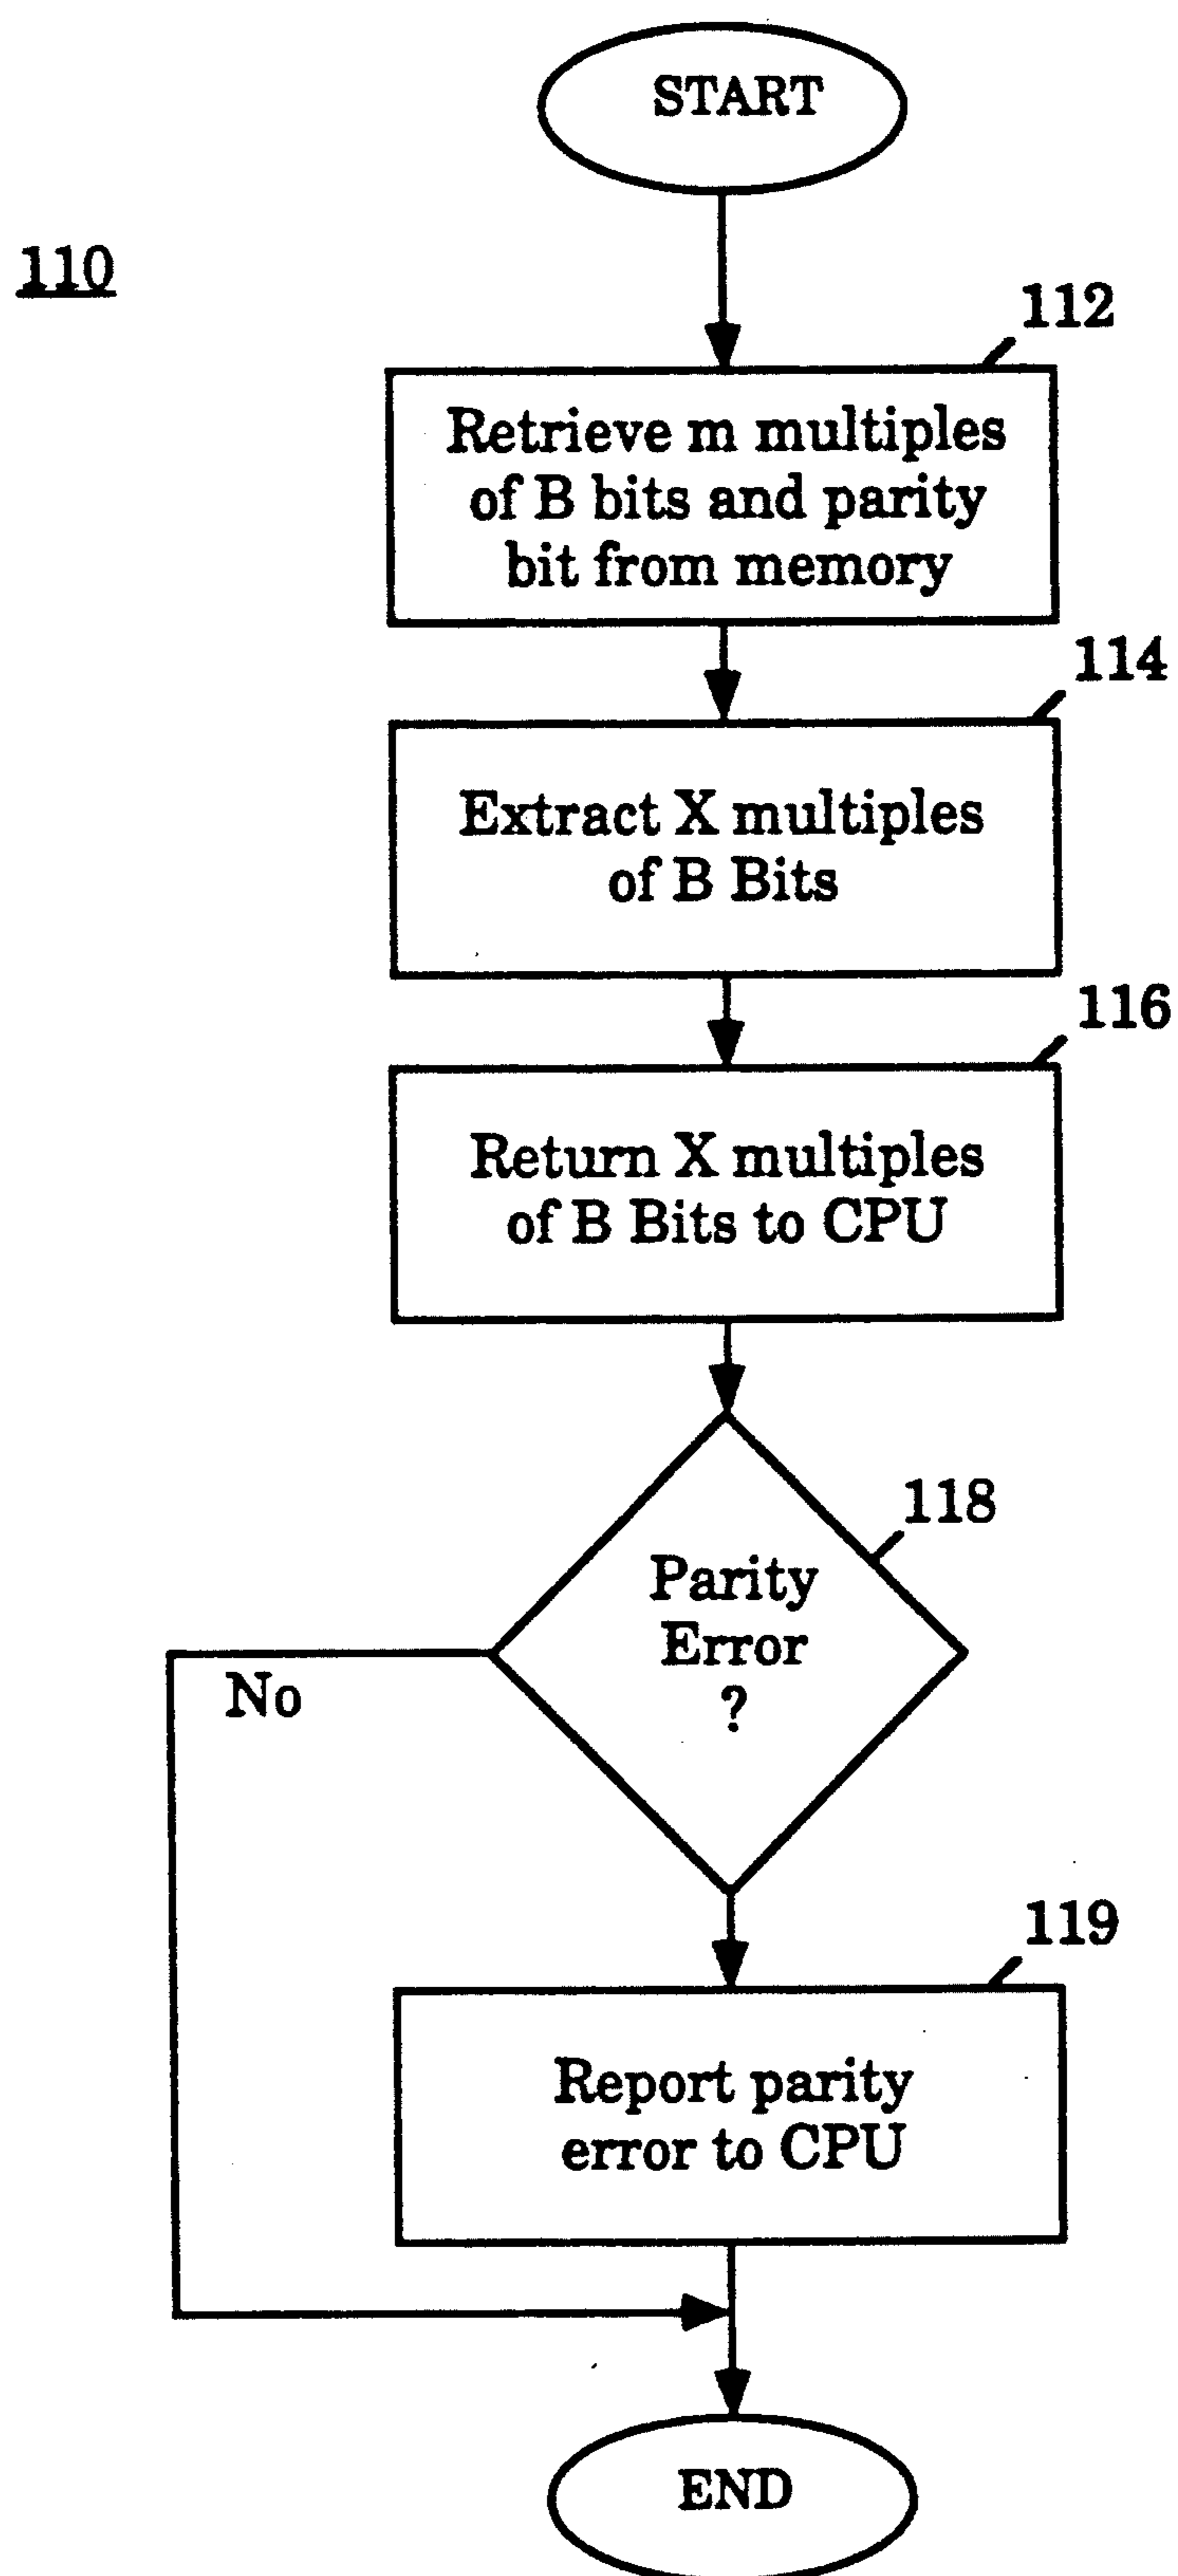 START
110
112
Retrieve m multiples
of B bits and parity
bit from memory
114
Extract X multiples
of B Bits
116
Return X multiples
of B Bits to CPU
118
Parity
Error
?
No
119
Report parity
error to CPU
END